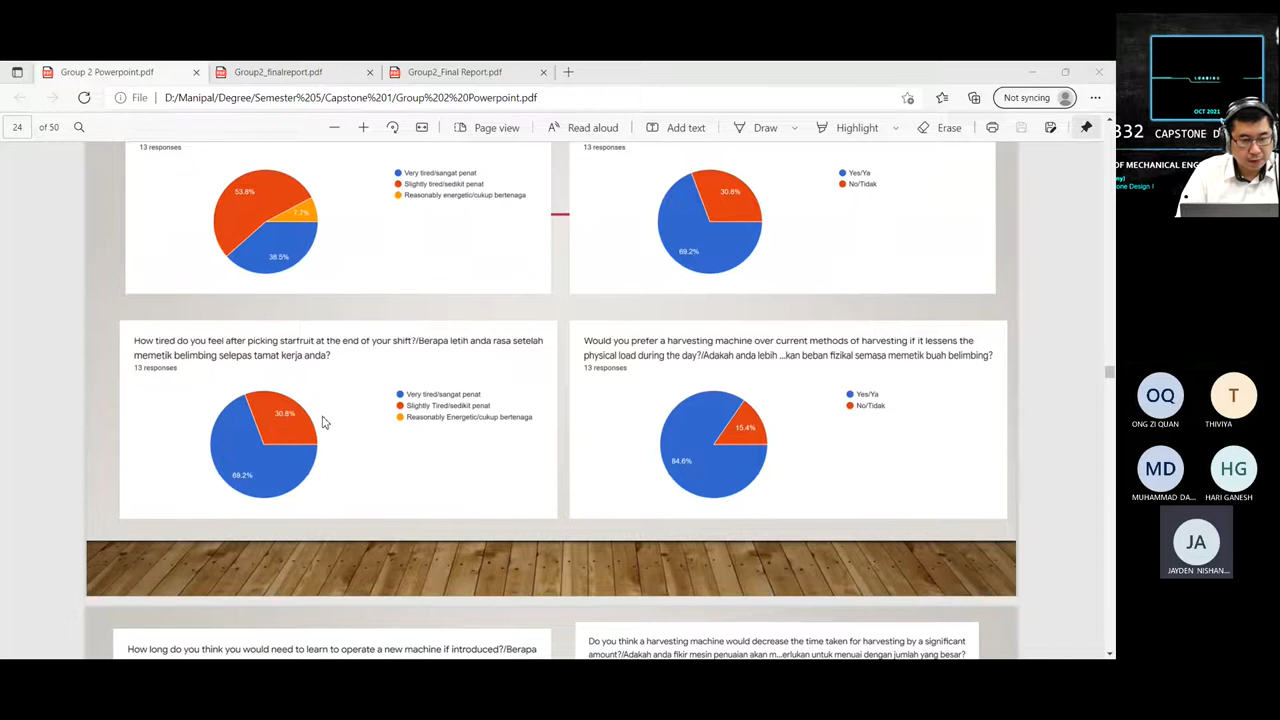 Group 2 Powerpoint.pdf
Group2_finalreport.pdf
Group2_Final Report.pdf
File
D:/Manipal/Degree/Semester%205/Capstone%201/Group%202%20Powerpoint.pdf
Not syncing
24 of 50
Page view
Read aloud
Add text
Draw
Highlight
Erase
13 responses
53.8%
7.7%
38.5%
Very tired/sangat penat
Slightly tired/sedikit penat
Reasonably energetic/cukup bertenaga
13 responses
30.8%
69.2%
Yes/Ya
No/Tidak
How tired do you feel after picking starfruit at the end of your shift?/Berapa letih anda rasa setelah
memetik belimbing selepas tamat kerja anda?
13 responses
30.8%
69.2%
Very tired/sangat penat
Slightly Tired/sedikit penat
Reasonably Energetic/cukup bertenaga
Would you prefer a harvesting machine over current methods of harvesting if it lessens the
physical load during the day?/Adakah anda lebih ...kan beban fizikal semasa memetik buah belimbing?
13 responses
15.4%
84.6%
Yes/Ya
No/Tidak
How long do you think you would need to learn to operate a new machine if introduced?/Berapa
Do you think a harvesting machine would decrease the time taken for harvesting by a significant
amount?/Adakah anda fikir mesin penuaian akan m...erlukan untuk menuai dengan jumlah yang besar?
LOADING
OCT 2021
332 CAPSTONE D
OF MECHANICAL ENG
one Design I
OQ
ONG ZI QUAN
T
THIVIYA
MD
MUHAMMAD DA...
HG
HARI GANESH
JA
JAYDEN NISHAN...